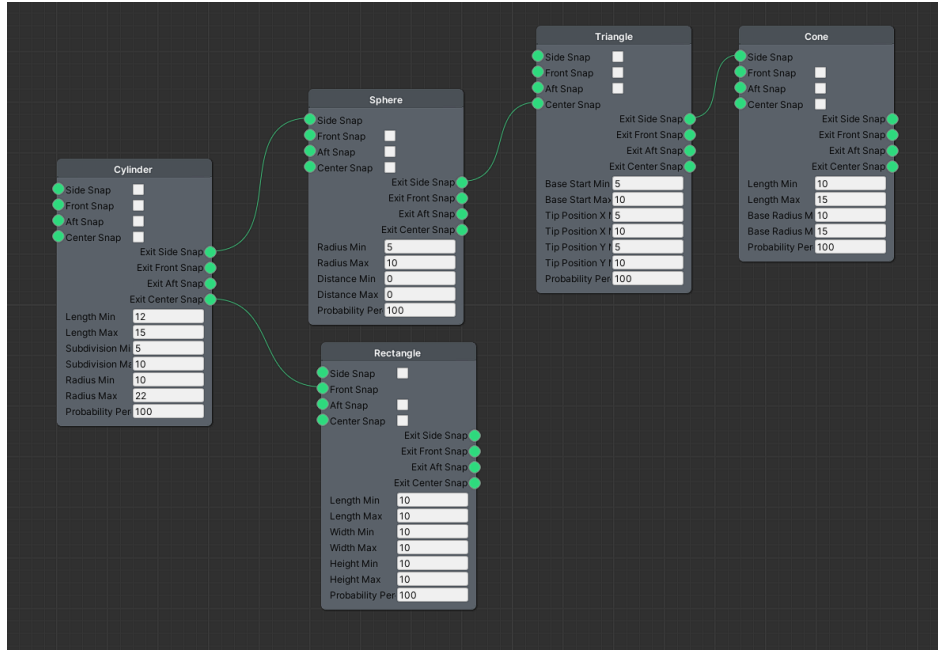 Cylinder
Side Snap
Front Snap
Aft Snap
Center Snap
Exit Side Snap
Exit Front Snap
Exit Aft Snap
Exit Center Snap
Length Min 12
Length Max 15
Subdivision Mi 5
Subdivision Ma 10
Radius Min 10
Radius Max 22
Probability Per 100
Sphere
Side Snap
Front Snap
Aft Snap
Center Snap
Exit Side Snap
Exit Front Snap
Exit Aft Snap
Exit Center Snap
Radius Min 5
Radius Max 10
Distance Min 0
Distance Max 0
Probability Per 100
Rectangle
Side Snap
Front Snap
Aft Snap
Center Snap
Exit Side Snap
Exit Front Snap
Exit Aft Snap
Exit Center Snap
Length Min 10
Length Max 10
Width Min 10
Width Max 10
Height Min 10
Height Max 10
Probability Per 100
Triangle
Side Snap
Front Snap
Aft Snap
Center Snap
Exit Side Snap
Exit Front Snap
Exit Aft Snap
Exit Center Snap
Base Start Min 5
Base Start Max 10
Tip Position X M 5
Tip Position X M 10
Tip Position Y M 5
Tip Position Y M 10
Probability Per 100
Cone
Side Snap
Front Snap
Aft Snap
Center Snap
Exit Side Snap
Exit Front Snap
Exit Aft Snap
Exit Center Snap
Length Min 10
Length Max 15
Base Radius M 10
Base Radius M 15
Probability Per 100